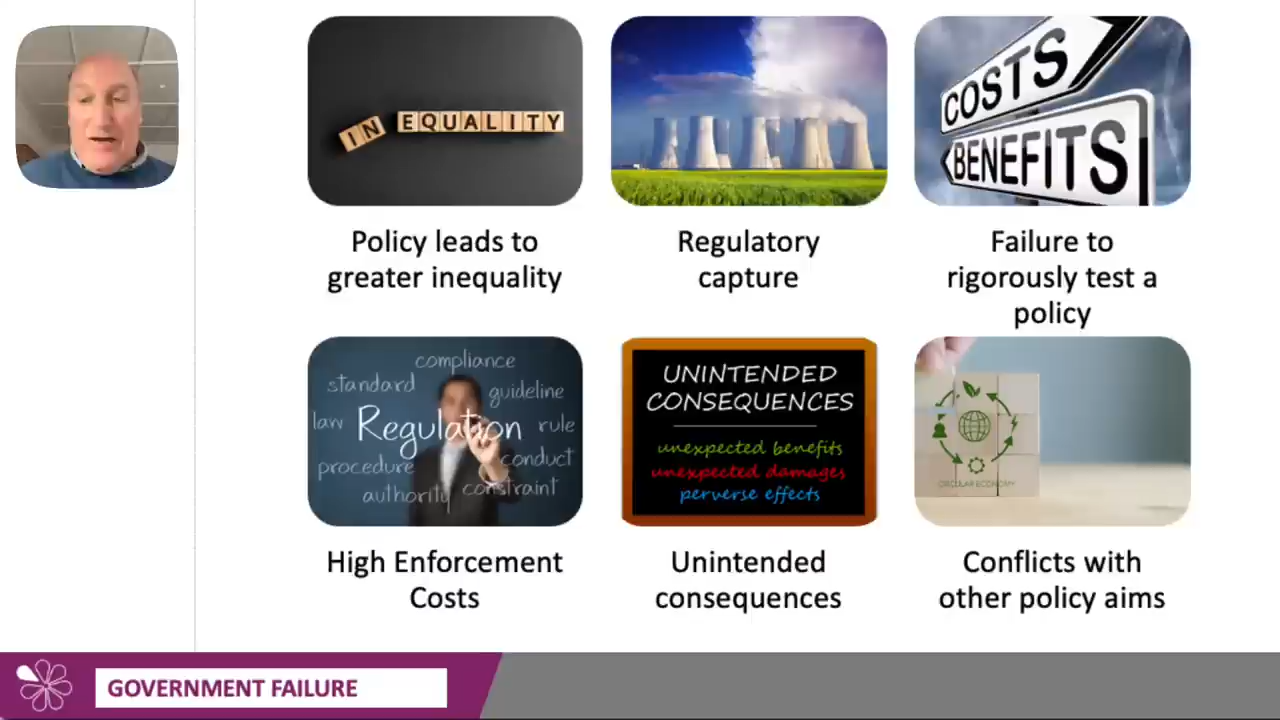 IN EQUALITY
COSTS
BENEFITS
Policy leads to
greater inequality
Regulatory
capture
Failure to
rigorously test a
policy
compliance
standard
guideline
law
Regulation
rule
procedure
conduct
authority
constraint
UNINTENDED
CONSEQUENCES
unexpected benefits
unexpected damages
perverse effects
CIRCULAR ECONOMY
High Enforcement
Costs
Unintended
consequences
Conflicts with
other policy aims
GOVERNMENT FAILURE